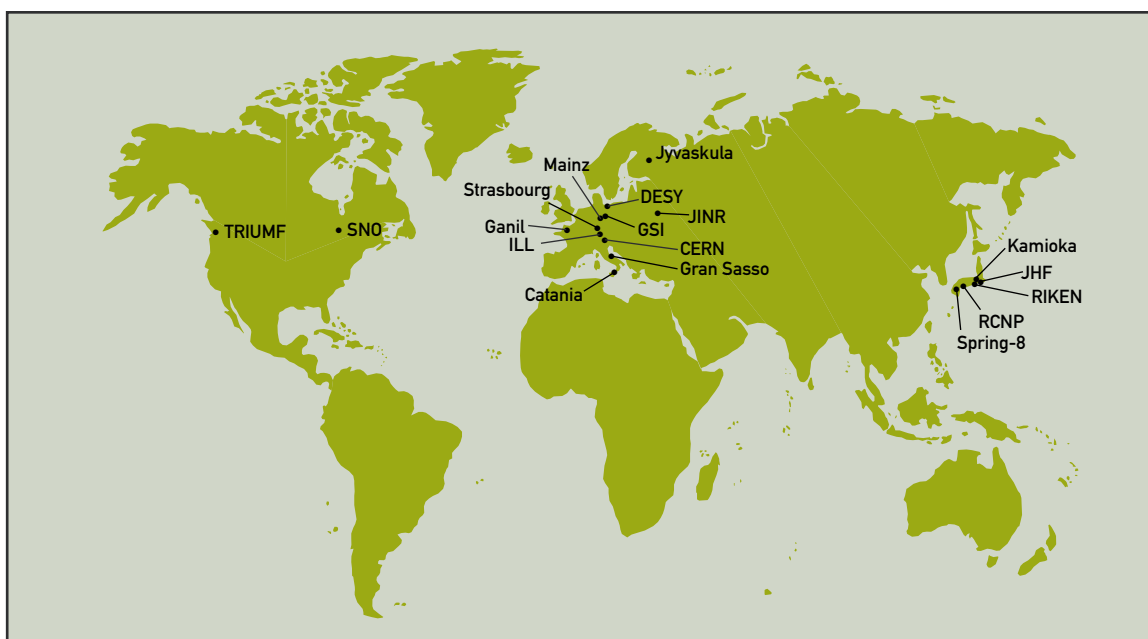 Jyvaskula
Mainz
Strasbourg
DESY
JINR
Ganil
GSI
TRIUMF
SNO
ILL
CERN
Kamioka
Gran Sasso
JHF
Catania
RIKEN
RCNP
Spring-8